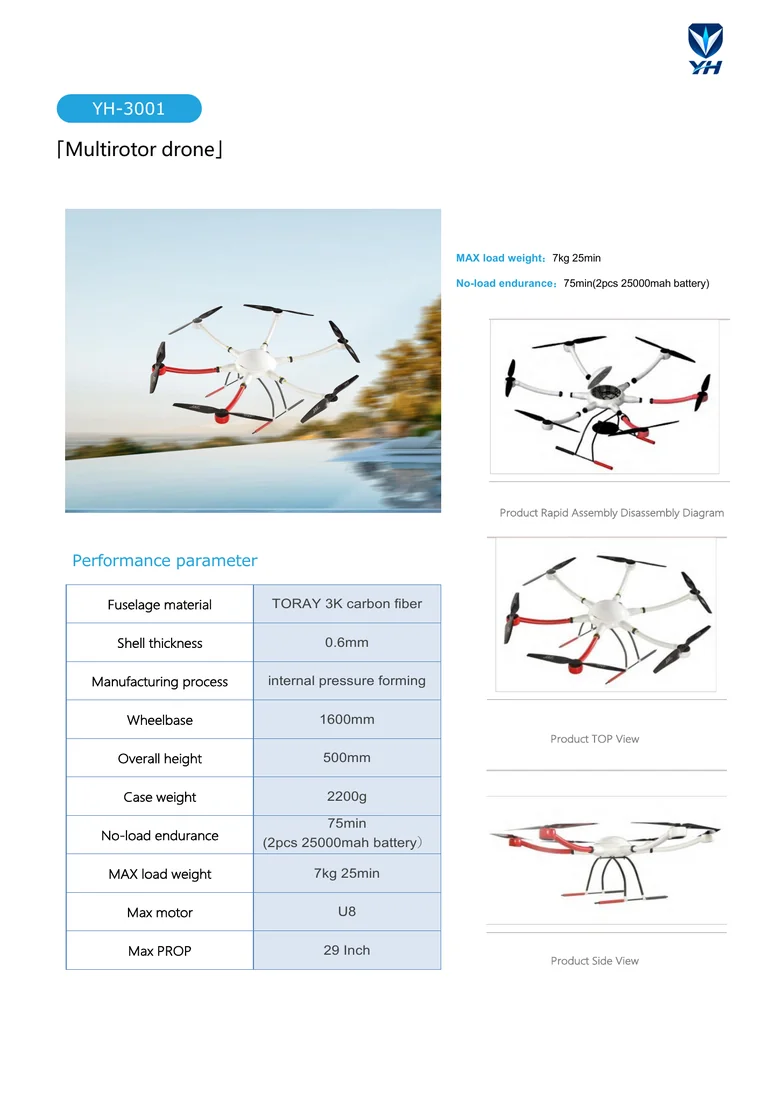 YH
YH-3001
「Multirotor drone」
MAX load weight：7kg 25min
No-load endurance：75min(2pcs 25000mah battery)
Product Rapid Assembly Disassembly Diagram
Performance parameter
Fuselage material TORAY 3K carbon fiber
Shell thickness 0.6mm
Manufacturing process internal pressure forming
Wheelbase 1600mm
Overall height 500mm
Case weight 2200g
No-load endurance 75min
(2pcs 25000mah battery）
MAX load weight 7kg 25min
Max motor U8
Max PROP 29 Inch
Product TOP View
Product Side View